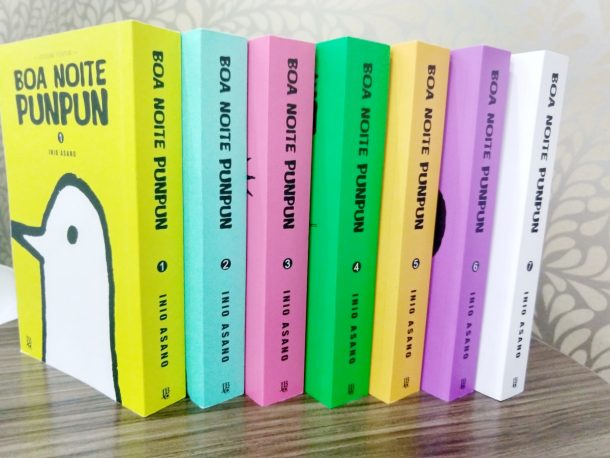 BOA NOITE
PUNPUN
1
INIO ASANO
BOA NOITE PUNPUN
1
INIO ASANO
BOA NOITE PUNPUN
2
INIO ASANO
BOA NOITE PUNPUN
3
INIO ASANO
BOA NOITE PUNPUN
4
INIO ASANO
BOA NOITE PUNPUN
5
INIO ASANO
BOA NOITE PUNPUN
6
INIO ASANO
BOA NOITE PUNPUN
7
INIO ASANO